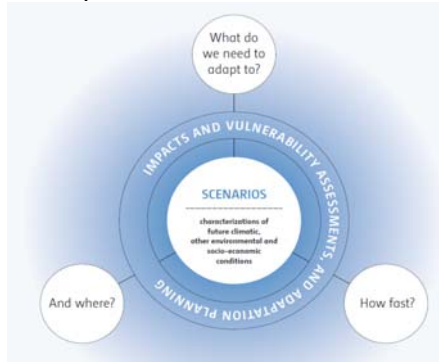 What do
we need to
adapt to?
IMPACTS AND VULNERABILITY ASSESSMENTS, AND ADAPTATION PLANNING
SCENARIOS
characterizations of
future climatic,
other environmental and
socio-economic
conditions
And where?
How fast?